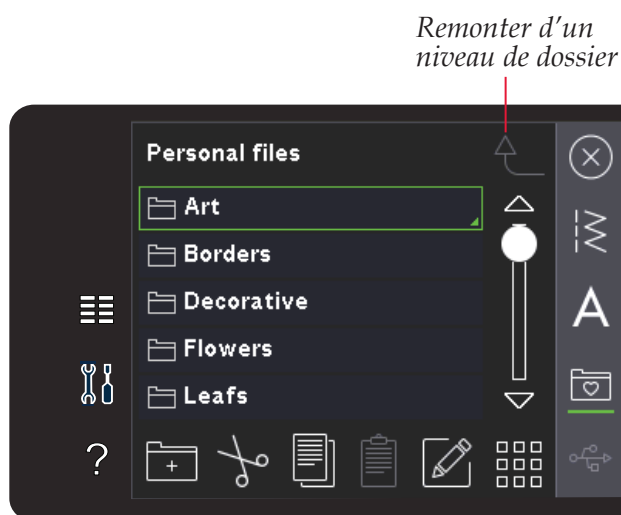 Remonter d'un
niveau de dossier
Personal files
Art
Borders
Decorative
Flowers
Leafs
A
?